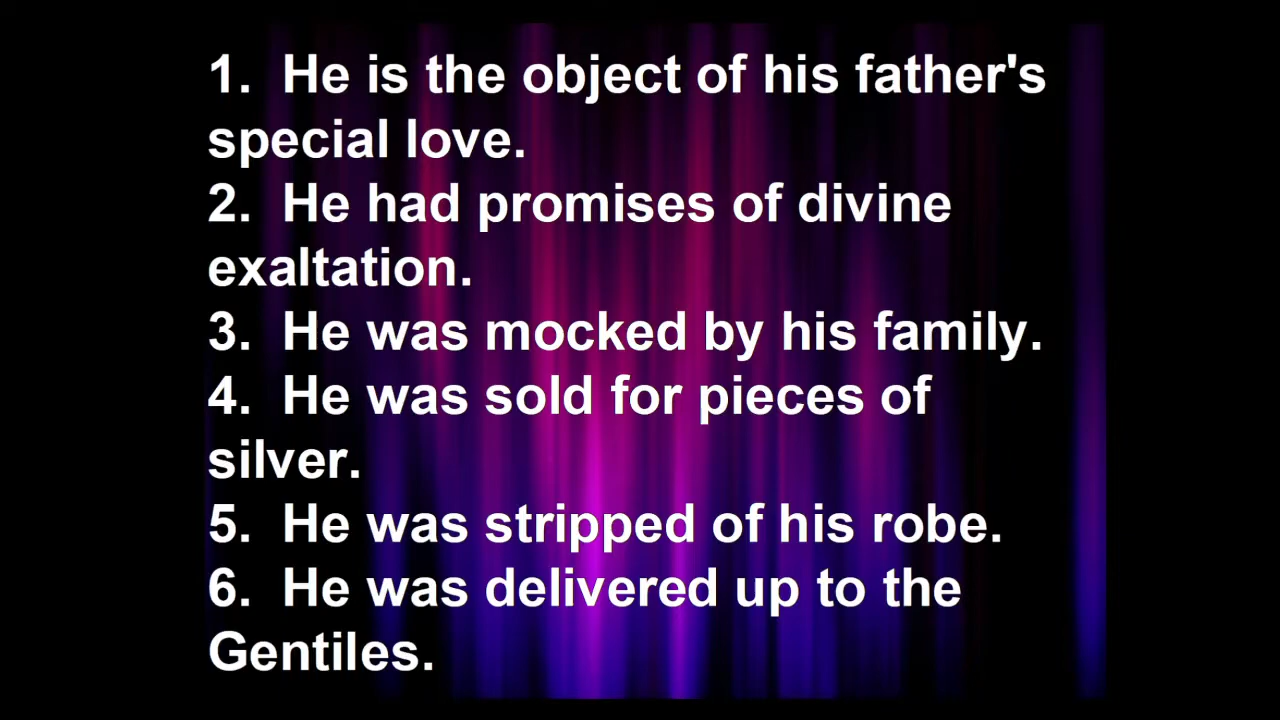 1.  He is the object of his father's
special love.
2.  He had promises of divine
exaltation.
3.  He was mocked by his family.
4.  He was sold for pieces of
silver.
5.  He was stripped of his robe.
6.  He was delivered up to the
Gentiles.